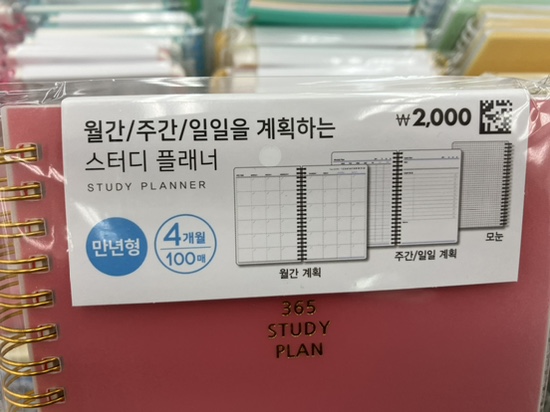 월간/주간/일일을 계획하는
스터디 플래너
STUDY PLANNER
₩2,000
만년형
4개월
100매
월간 계획
주간/일일 계획
모눈
365
STUDY
PLAN